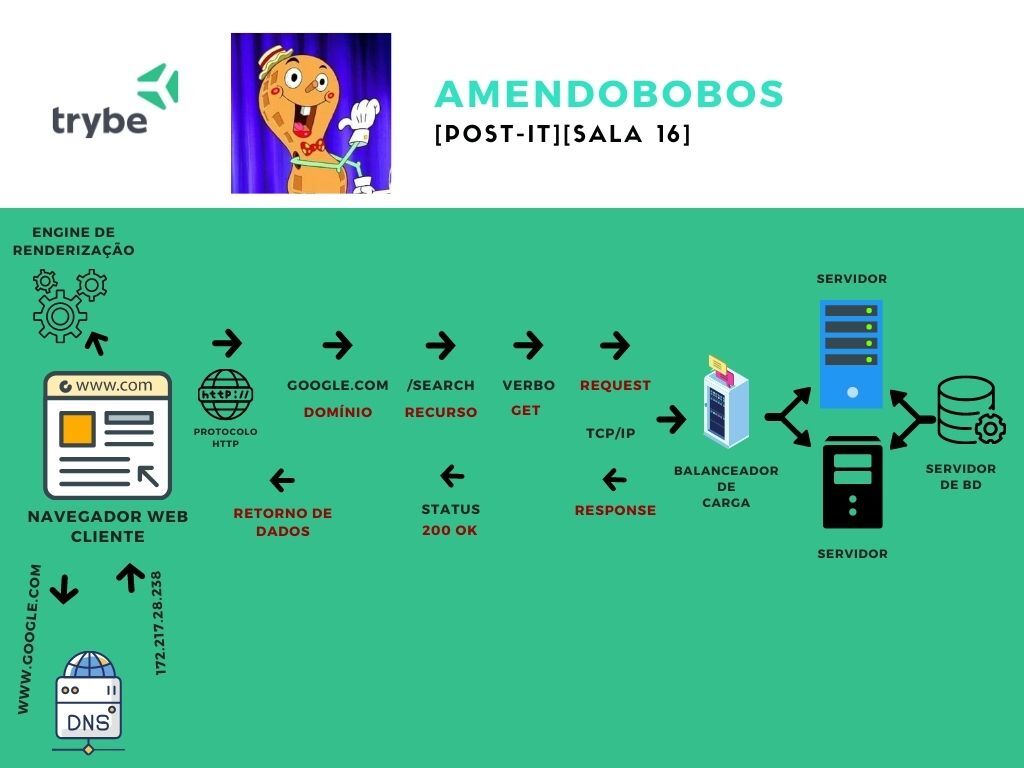 trybe
AMENDOBOBOS
[POST-IT][SALA 16]
ENGINE DE
RENDERIZAÇÃO
www.com
NAVEGADOR WEB
CLIENTE
WWW.GOOGLE.COM
172.217.28.238
DNS
http://
PROTOCOLO
HTTP
GOOGLE.COM
DOMÍNIO
/SEARCH
RECURSO
VERBO
GET
REQUEST
TCP/IP
RESPONSE
STATUS
200 OK
RETORNO DE
DADOS
BALANCEADOR
DE
CARGA
SERVIDOR
SERVIDOR
SERVIDOR
DE BD